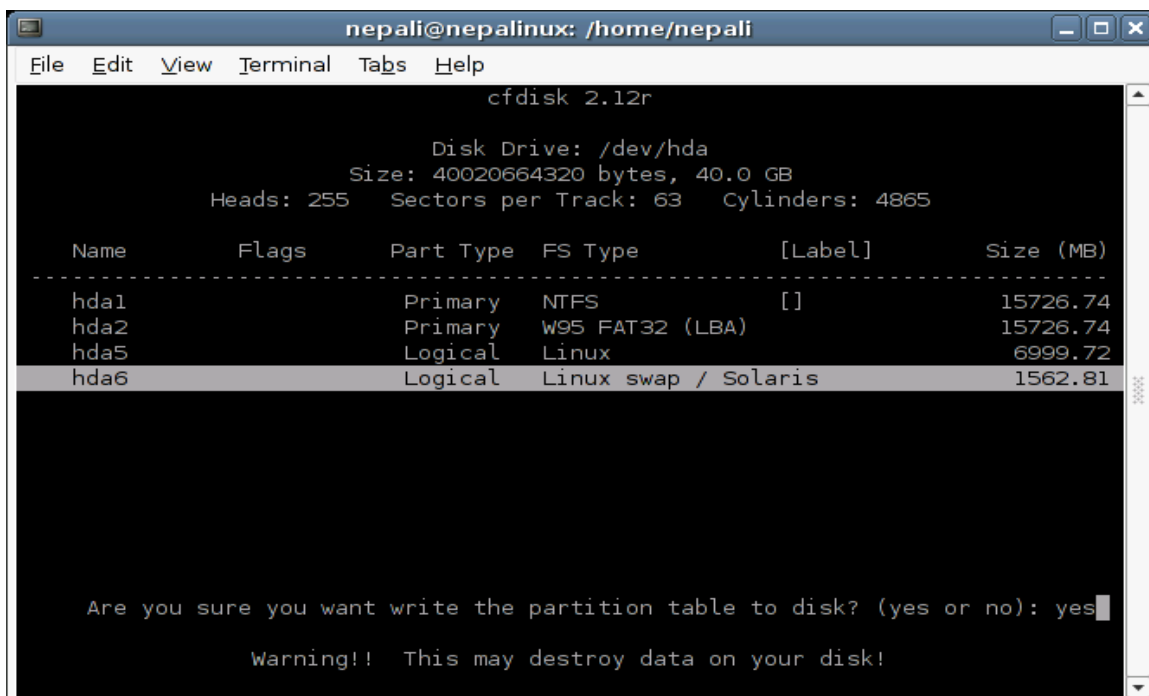 nepali@nepalinux: /home/nepali
File Edit View Terminal Tabs Help
cfdisk 2.12r
Disk Drive: /dev/hda
Size: 40020664320 bytes, 40.0 GB
Heads: 255 Sectors per Track: 63 Cylinders: 4865
Name Flags Part Type FS Type [Label] Size (MB)
hda1 Primary NTFS [] 15726.74
hda2 Primary W95 FAT32 (LBA) 15726.74
hda5 Logical Linux 6999.72
hda6 Logical Linux swap / Solaris 1562.81
Are you sure you want write the partition table to disk? (yes or no): yes
Warning!! This may destroy data on your disk!